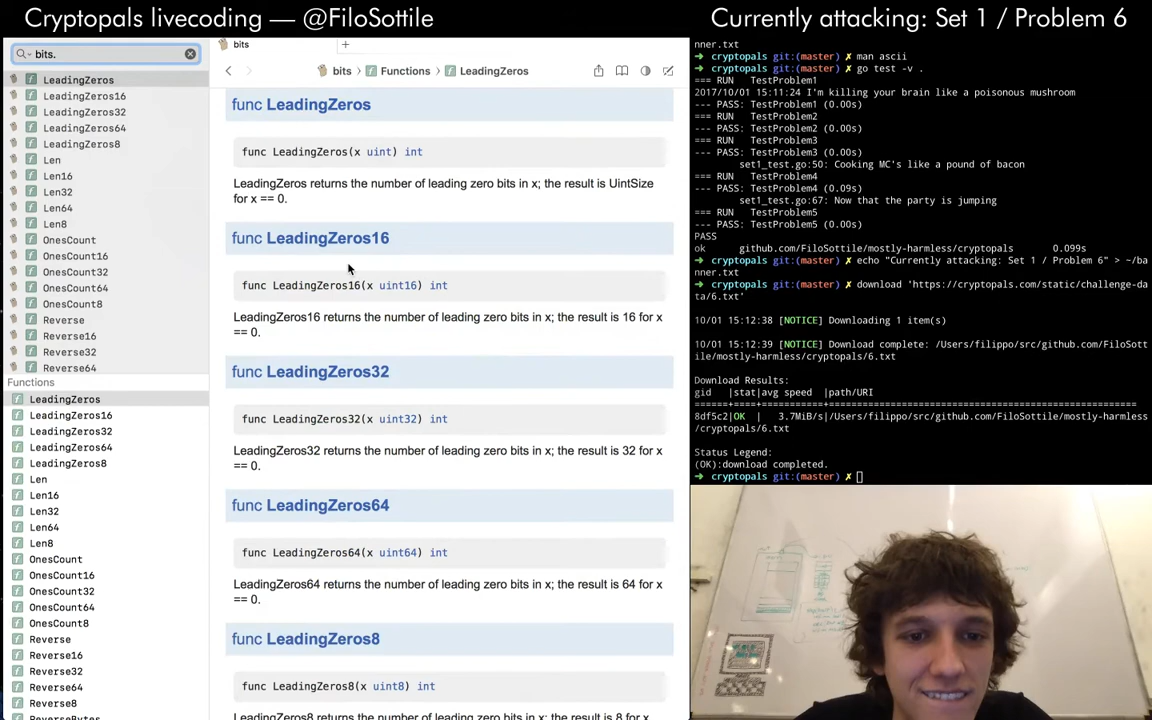 Cryptopals livecoding — @FiloSottile
Currently attacking: Set 1 / Problem 6
bits.
LeadingZeros
LeadingZeros16
LeadingZeros32
LeadingZeros64
LeadingZeros8
Len
Len16
Len32
Len64
Len8
OnesCount
OnesCount16
OnesCount32
OnesCount64
OnesCount8
Reverse
Reverse16
Reverse32
Reverse64
Functions
LeadingZeros
LeadingZeros16
LeadingZeros32
LeadingZeros64
LeadingZeros8
Len
Len16
Len32
Len64
Len8
OnesCount
OnesCount16
OnesCount32
OnesCount64
OnesCount8
Reverse
Reverse16
Reverse32
Reverse64
Reverse8
ReverseBytes
bits
bits › Functions › LeadingZeros
func LeadingZeros
func LeadingZeros(x uint) int
LeadingZeros returns the number of leading zero bits in x; the result is UintSize
for x == 0.
func LeadingZeros16
func LeadingZeros16(x uint16) int
LeadingZeros16 returns the number of leading zero bits in x; the result is 16 for x
== 0.
func LeadingZeros32
func LeadingZeros32(x uint32) int
LeadingZeros32 returns the number of leading zero bits in x; the result is 32 for x
== 0.
func LeadingZeros64
func LeadingZeros64(x uint64) int
LeadingZeros64 returns the number of leading zero bits in x; the result is 64 for x
== 0.
func LeadingZeros8
func LeadingZeros8(x uint8) int
LeadingZeros8 returns the number of leading zero bits in x; the result is 8 for x
nner.txt
➜ cryptopals git:(master) ✗ man ascii
➜ cryptopals git:(master) ✗ go test -v .
=== RUN   TestProblem1
2017/10/01 15:11:24 I'm killing your brain like a poisonous mushroom
--- PASS: TestProblem1 (0.00s)
=== RUN   TestProblem2
--- PASS: TestProblem2 (0.00s)
=== RUN   TestProblem3
--- PASS: TestProblem3 (0.00s)
set1_test.go:50: Cooking MC's like a pound of bacon
=== RUN   TestProblem4
--- PASS: TestProblem4 (0.09s)
set1_test.go:67: Now that the party is jumping
=== RUN   TestProblem5
--- PASS: TestProblem5 (0.00s)
PASS
ok   github.com/FiloSottile/mostly-harmless/cryptopals   0.099s
➜ cryptopals git:(master) ✗ echo "Currently attacking: Set 1 / Problem 6" > ~/ba
nner.txt
➜ cryptopals git:(master) ✗ download 'https://cryptopals.com/static/challenge-da
ta/6.txt'
10/01 15:12:38 [NOTICE] Downloading 1 item(s)
10/01 15:12:39 [NOTICE] Download complete: /Users/filippo/src/github.com/FiloSott
ile/mostly-harmless/cryptopals/6.txt
Download Results:
gid   |stat|avg speed  |path/URI
======+====+===========+=======================================================
8df5c2|OK  |   3.7MiB/s|/Users/filippo/src/github.com/FiloSottile/mostly-harmless
/cryptopals/6.txt
Status Legend:
(OK):download completed.
➜ cryptopals git:(master) ✗